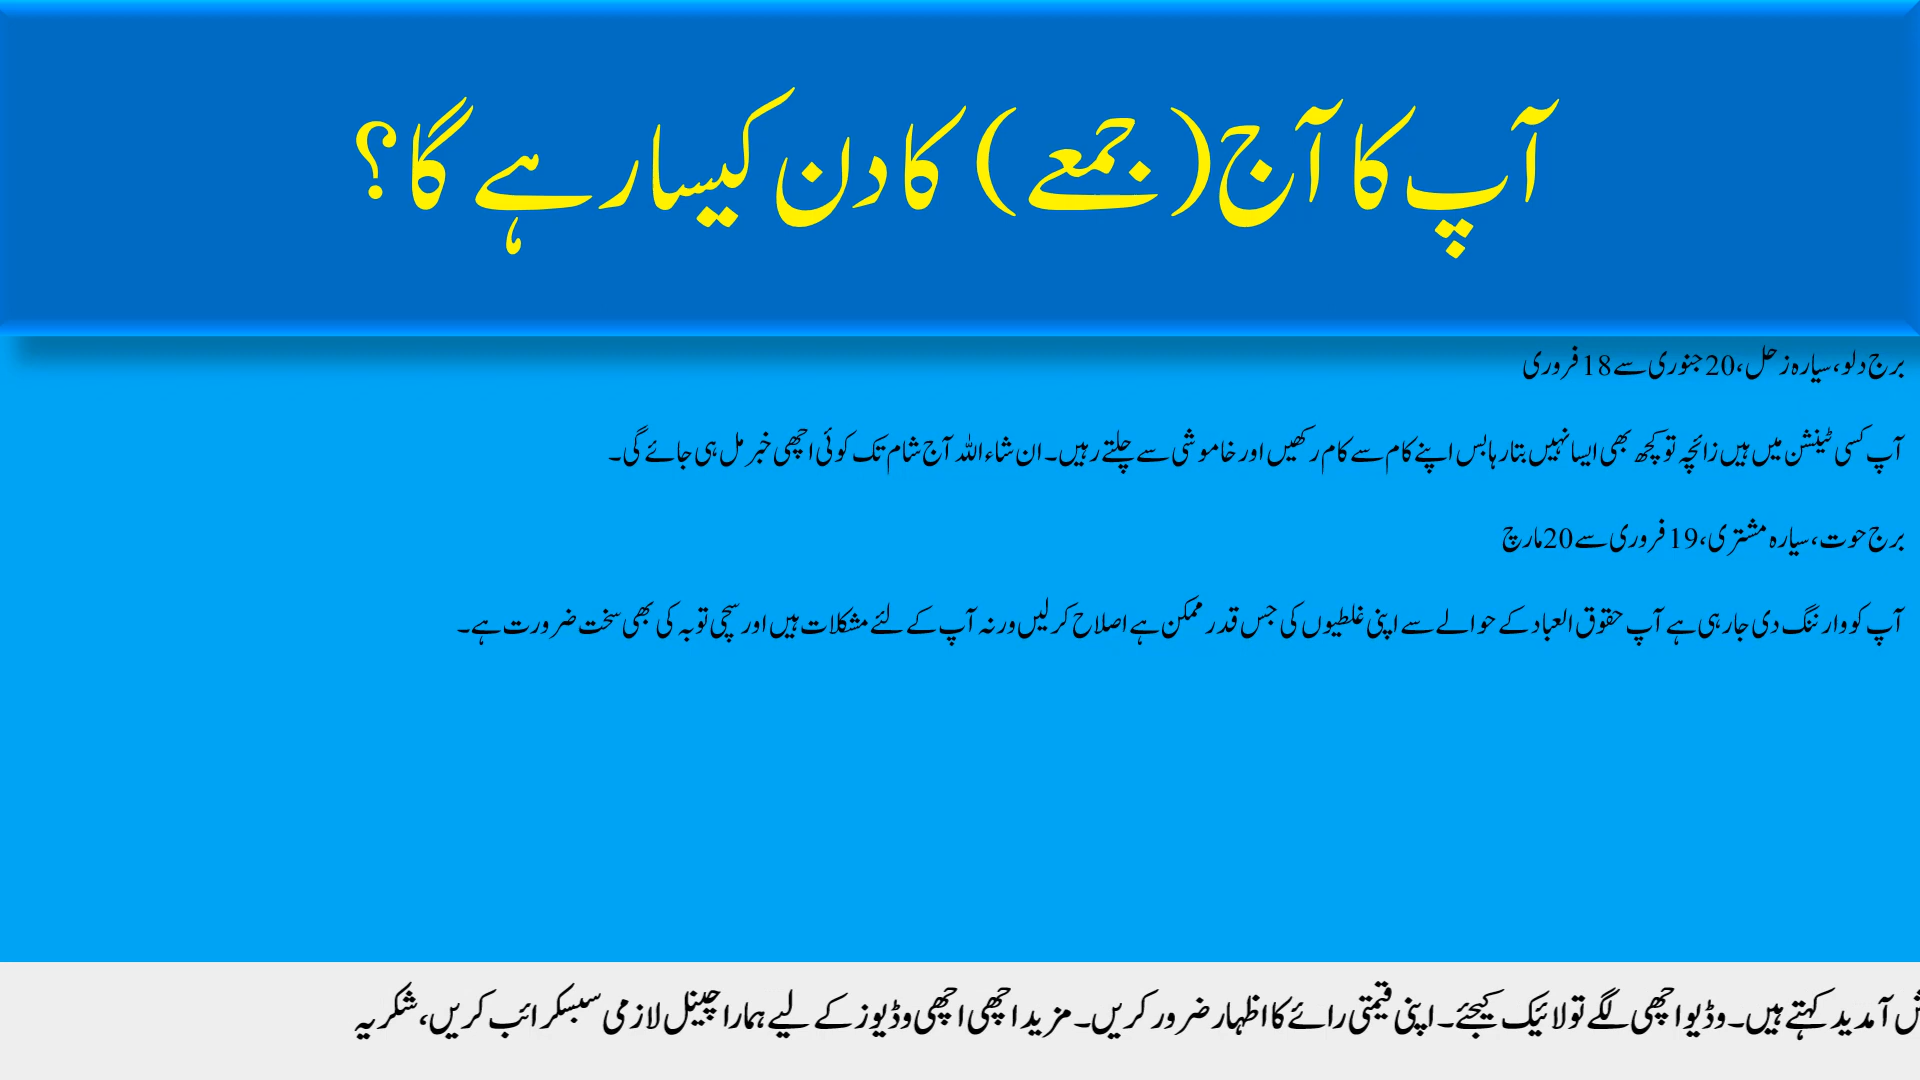 آپ کا آج (جمعے) کا دن کیسا رہے گا؟
برج دلو، سیارہ زحل، 20 جنوری سے 18 فروری
آپ کسی ٹینشن میں ہیں زائچہ تو کچھ بھی ایسا نہیں بتا رہا بس اپنے کام سے کام رکھیں اور خاموشی سے چلتے رہیں۔ ان شاء اللہ آج شام تک کوئی اچھی خبر مل ہی جائے گی۔
برج حوت، سیارہ مشتری، 19 فروری سے 20 مارچ
آپ کو وارننگ دی جا رہی ہے آپ حقوق العباد کے حوالے سے اپنی غلطیوں کی جس قدر ممکن ہے اصلاح کر لیں ورنہ آپ کے لئے مشکلات ہیں اور سچی توبہ کی بھی سخت ضرورت ہے۔
آمدید کہتے ہیں۔ وڈیو اچھی لگے تو لائیک کیجئے۔ اپنی قیمتی رائے کا اظہار ضرور کریں۔ مزید اچھی اچھی وڈیوز کے لیے ہمارا چینل لازمی سبسکرائب کریں، شکریہ